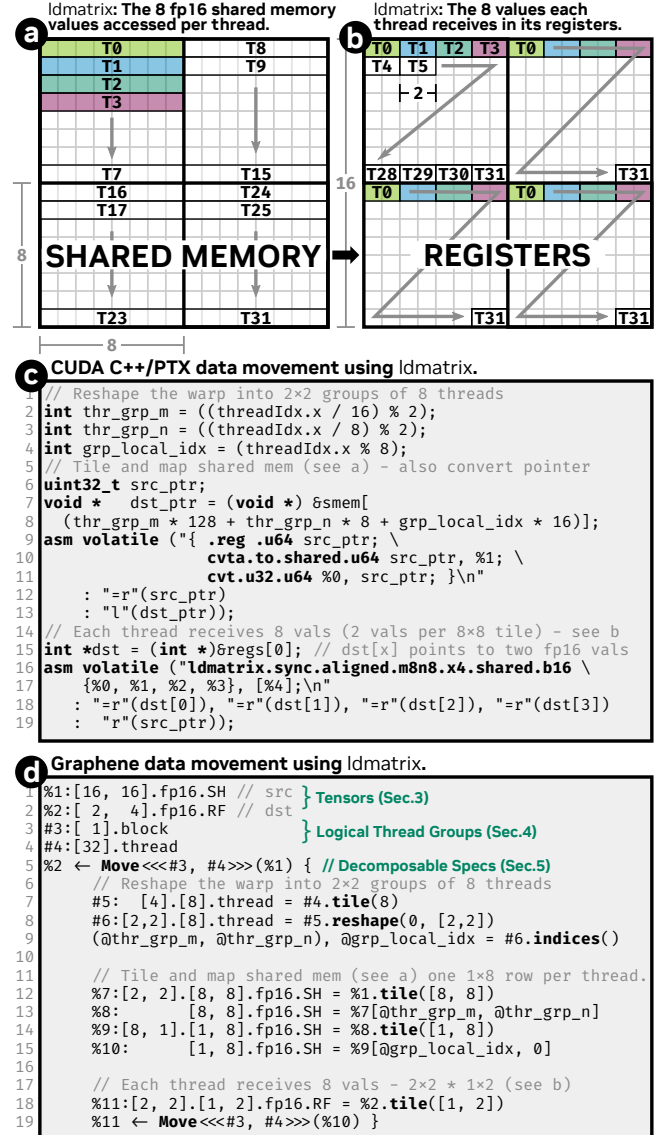 ldmatrix: The 8 fp16 shared memory
values accessed per thread.
a
T0 T8
T1 T9
T2
T3
T7 T15
T16 T24
T17 T25
SHARED MEMORY
T23 T31
8
8
ldmatrix: The 8 values each
thread receives in its registers.
b
T0 T1 T2 T3 T0
T4 T5
2
T28 T29 T30 T31 T31
16
T0 T0
REGISTERS
T31 T31
c CUDA C++/PTX data movement using ldmatrix.
1 // Reshape the warp into 2×2 groups of 8 threads
2 int thr_grp_m = ((threadIdx.x / 16) % 2);
3 int thr_grp_n = ((threadIdx.x / 8) % 2);
4 int grp_local_idx = (threadIdx.x % 8);
5 // Tile and map shared mem (see a) – also convert pointer
6 uint32_t src_ptr;
7 void * dst_ptr = (void *) &smem[
8 (thr_grp_m * 128 + thr_grp_n * 8 + grp_local_idx * 16)];
9 asm volatile ("{ .reg .u64 src_ptr; \
10 cvta.to.shared.u64 src_ptr, %1; \
11 cvt.u32.u64 %0, src_ptr; }\n"
12 : "=r"(src_ptr)
13 : "l"(dst_ptr));
14 // Each thread receives 8 vals (2 vals per 8×8 tile) – see b
15 int *dst = (int *)&regs[0]; // dst[x] points to two fp16 vals
16 asm volatile ("ldmatrix.sync.aligned.m8n8.x4.shared.b16 \
17 {%0, %1, %2, %3}, [%4];\n"
18 : "=r"(dst[0]), "=r"(dst[1]), "=r"(dst[2]), "=r"(dst[3])
19 : "r"(src_ptr));
d Graphene data movement using ldmatrix.
1 %1:[16, 16].fp16.SH // src } Tensors (Sec.3)
2 %2:[ 2, 4].fp16.RF // dst
3 #3:[ 1].block } Logical Thread Groups (Sec.4)
4 #4:[32].thread
5 %2 ← Move<<<#3, #4>>>(%1) { // Decomposable Specs (Sec.5)
6 // Reshape the warp into 2×2 groups of 8 threads
7 #5: [4].[8].thread = #4.tile(8)
8 #6:[2,2].[8].thread = #5.reshape(0, [2,2])
9 (@thr_grp_m, @thr_grp_n), @grp_local_idx = #6.indices()
10
11 // Tile and map shared mem (see a) one 1×8 row per thread.
12 %7:[2, 2].[8, 8].fp16.SH = %1.tile([8, 8])
13 %8: [8, 8].fp16.SH = %7[@thr_grp_m, @thr_grp_n]
14 %9:[8, 1].[1, 8].fp16.SH = %8.tile([1, 8])
15 %10: [1, 8].fp16.SH = %9[@grp_local_idx, 0]
16
17 // Each thread receives 8 vals – 2×2 * 1×2 (see b)
18 %11:[2, 2].[1, 2].fp16.RF = %2.tile([1, 2])
19 %11 ← Move<<<#3, #4>>>(%10) }